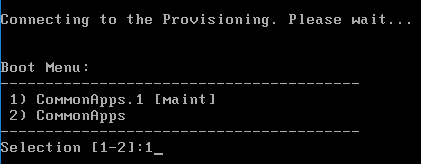 Connecting to the Provisioning. Please wait...
Boot Menu:
----------------------------------------
1) CommonApps.1 [maint]
2) CommonApps
----------------------------------------
Selection [1-2]:1_